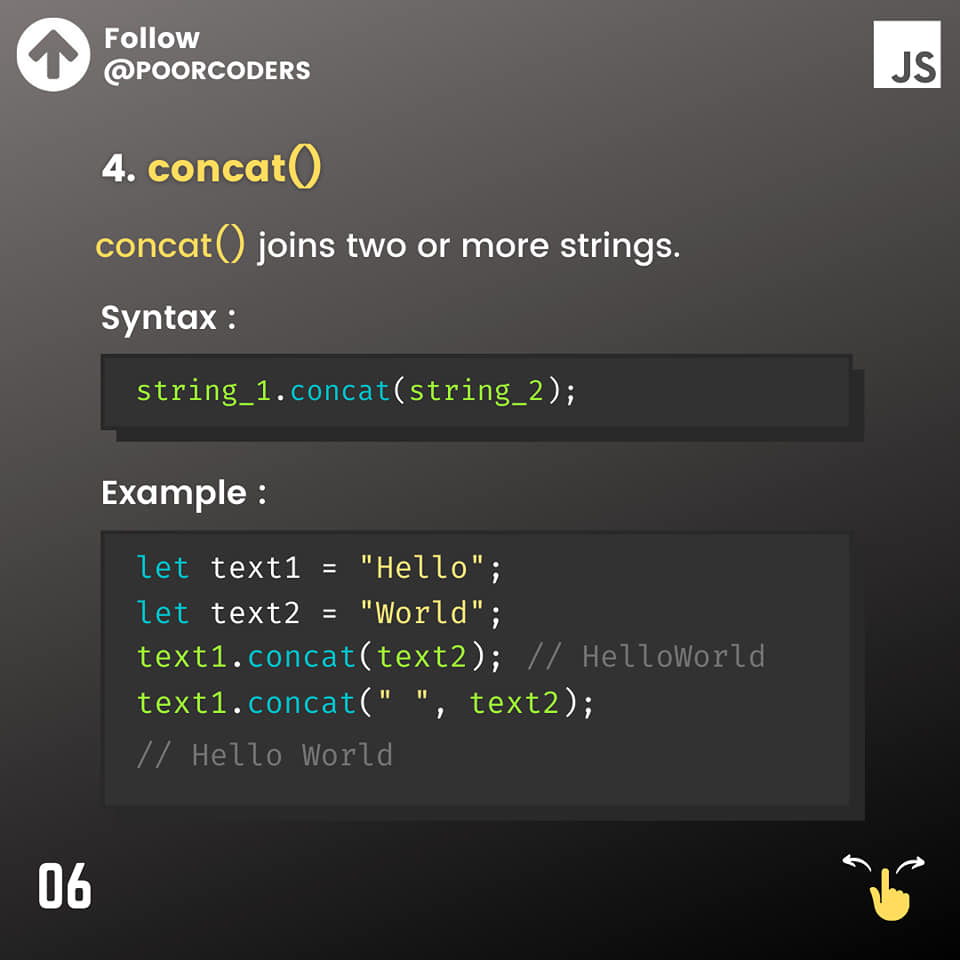 Follow
@POORCODERS
JS
4. concat()
concat() joins two or more strings.
Syntax :
string_1.concat(string_2);
Example :
let text1 = "Hello";
let text2 = "World";
text1.concat(text2); // HelloWorld
text1.concat(" ", text2);
// Hello World
06